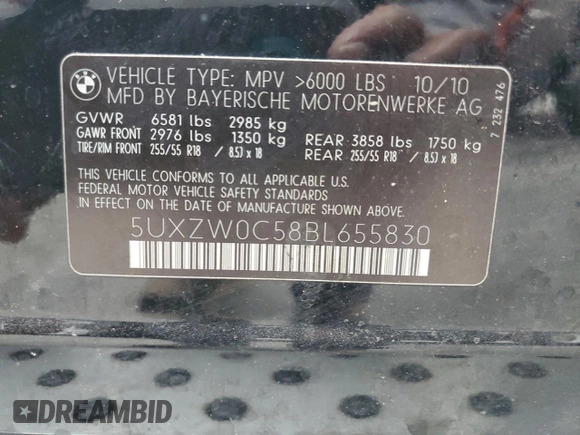 BMW
VEHICLE TYPE: MPV >6000 LBS 10/10
MFD BY BAYERISCHE MOTORENWERKE AG
GVWR 6581 lbs 2985 kg
GAWR FRONT 2976 lbs 1350 kg REAR 3858 lbs 1750 kg
TIRE/RIM FRONT 255/55 R18 / 8.5J x 18 REAR 255/55 R18 / 8.5J x 18
THIS VEHICLE CONFORMS TO ALL APPLICABLE U.S.
FEDERAL MOTOR VEHICLE SAFETY STANDARDS
IN EFFECT ON THE DATE OF MANUFACTURE SHOWN ABOVE.
5UXZW0C58BL655830
7 232 476
DREAMBID